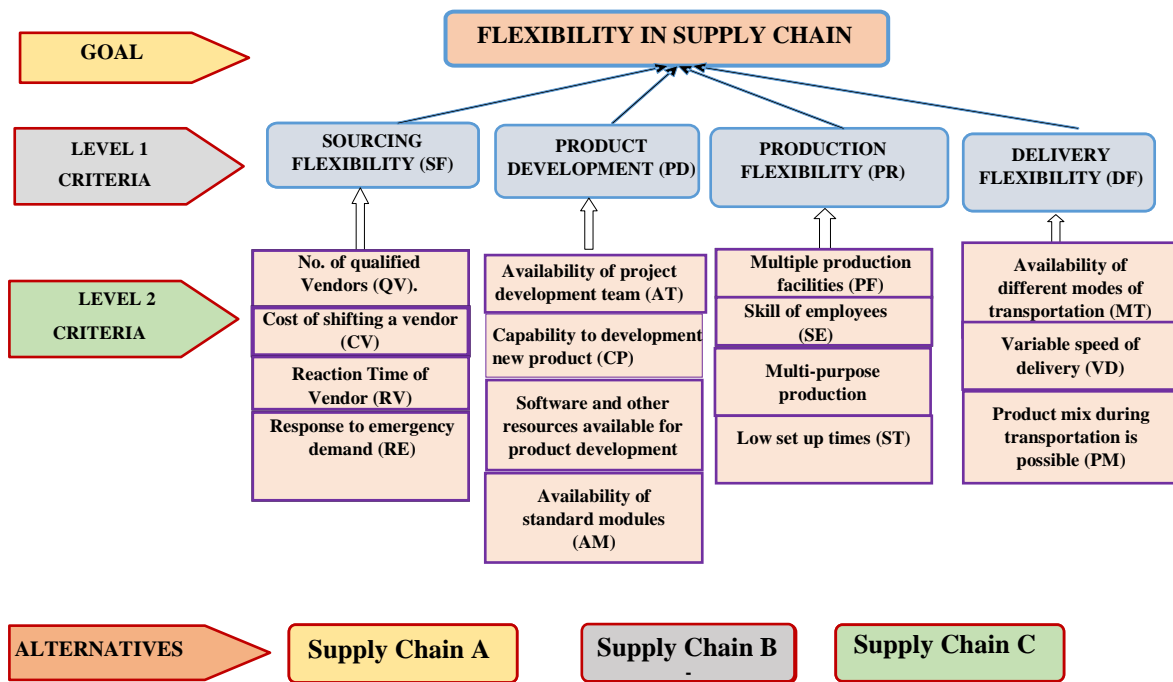 GOAL
FLEXIBILITY IN SUPPLY CHAIN
LEVEL 1
CRITERIA
SOURCING
FLEXIBILITY (SF)
PRODUCT
DEVELOPMENT (PD)
PRODUCTION
FLEXIBILITY (PR)
DELIVERY
FLEXIBILITY (DF)
LEVEL 2
CRITERIA
No. of qualified
Vendors (QV).
Cost of shifting a vendor
(CV)
Reaction Time of
Vendor (RV)
Response to emergency
demand (RE)
Availability of project
development team (AT)
Capability to development
new product (CP)
Software and other
resources available for
product development
Availability of
standard modules
(AM)
Multiple production
facilities (PF)
Skill of employees
(SE)
Multi-purpose
production
Low set up times (ST)
Availability of
different modes of
transportation (MT)
Variable speed of
delivery (VD)
Product mix during
transportation is
possible (PM)
ALTERNATIVES
Supply Chain A
Supply Chain B
-
Supply Chain C